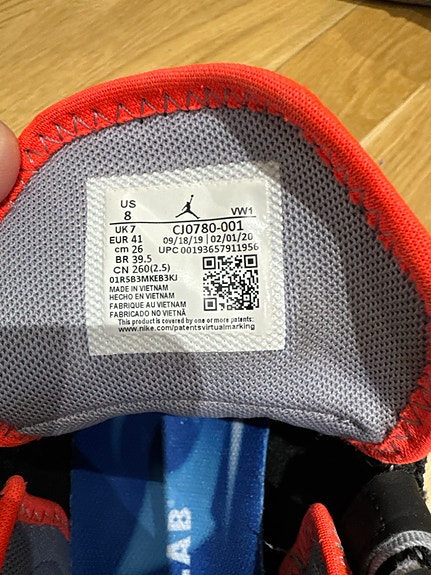 US
8
VW1
UK 7
CJ0780-001
EUR 41
09/18/19 | 02/01/20
cm 26
UPC 00193657911956
BR 39.5
CN 260(2.5)
01R5B3MKEB3KJ
MADE IN VIETNAM
HECHO EN VIETNAM
FABRIQUE AU VIETNAM
FABRICADO NO VIETNÃ
This product is covered by one or more patents:
www.nike.com/patentsvirtualmarking
LAB